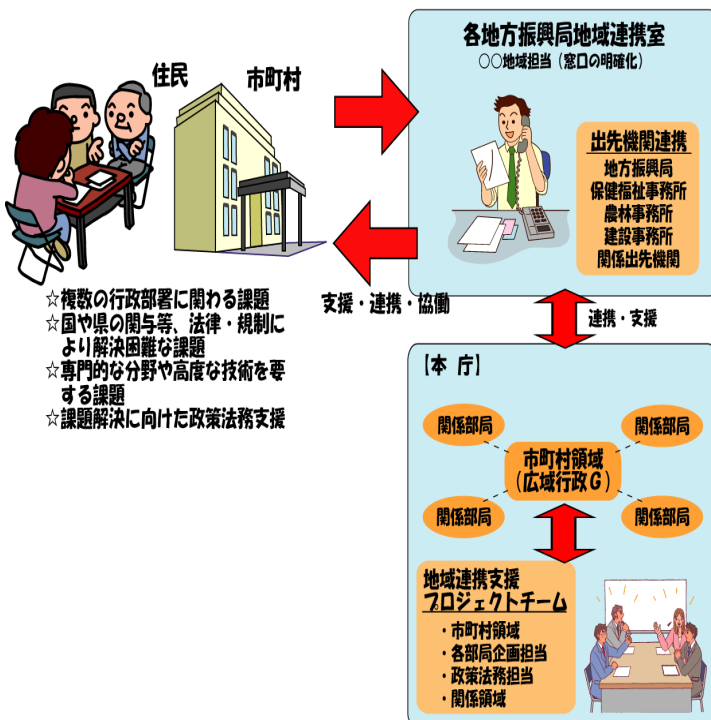 住民
市町村
各地方振興局地域連携室
○○地域担当（窓口の明確化）
出先機関連携
地方振興局
保健福祉事務所
農林事務所
建設事務所
関係出先機関
支援・連携・協働
☆複数の行政部署に関わる課題
☆国や県の関与等、法律・規制に
より解決困難な課題
☆専門的な分野や高度な技術を要
する課題
☆課題解決に向けた政策法務支援
連携・支援
【本 庁】
関係部局
関係部局
市町村領域
（広域行政Ｇ）
関係部局
関係部局
地域連携支援
プロジェクトチーム
・市町村領域
・各部局企画担当
・政策法務担当
・関係領域